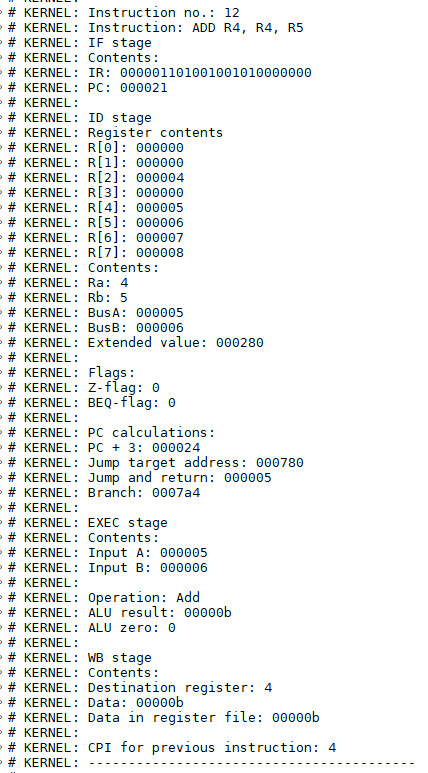 # KERNEL: Instruction no.: 12
# KERNEL: Instruction: ADD R4, R4, R5
# KERNEL: IF stage
# KERNEL: Contents:
# KERNEL: IR: 000001101001001010000000
# KERNEL: PC: 000021
# KERNEL:
# KERNEL: ID stage
# KERNEL: Register contents
# KERNEL: R[0]: 000000
# KERNEL: R[1]: 000000
# KERNEL: R[2]: 000004
# KERNEL: R[3]: 000000
# KERNEL: R[4]: 000005
# KERNEL: R[5]: 000006
# KERNEL: R[6]: 000007
# KERNEL: R[7]: 000008
# KERNEL: Contents:
# KERNEL: Ra: 4
# KERNEL: Rb: 5
# KERNEL: BusA: 000005
# KERNEL: BusB: 000006
# KERNEL: Extended value: 000280
# KERNEL:
# KERNEL: Flags:
# KERNEL: Z-flag: 0
# KERNEL: BEQ-flag: 0
# KERNEL:
# KERNEL: PC calculations:
# KERNEL: PC + 3: 000024
# KERNEL: Jump target address: 000780
# KERNEL: Jump and return: 000005
# KERNEL: Branch: 0007a4
# KERNEL:
# KERNEL: EXEC stage
# KERNEL: Contents:
# KERNEL: Input A: 000005
# KERNEL: Input B: 000006
# KERNEL:
# KERNEL: Operation: Add
# KERNEL: ALU result: 00000b
# KERNEL: ALU zero: 0
# KERNEL:
# KERNEL: WB stage
# KERNEL: Contents:
# KERNEL: Destination register: 4
# KERNEL: Data: 00000b
# KERNEL: Data in register file: 00000b
# KERNEL:
# KERNEL: CPI for previous instruction: 4
# KERNEL: -----------------------------------------